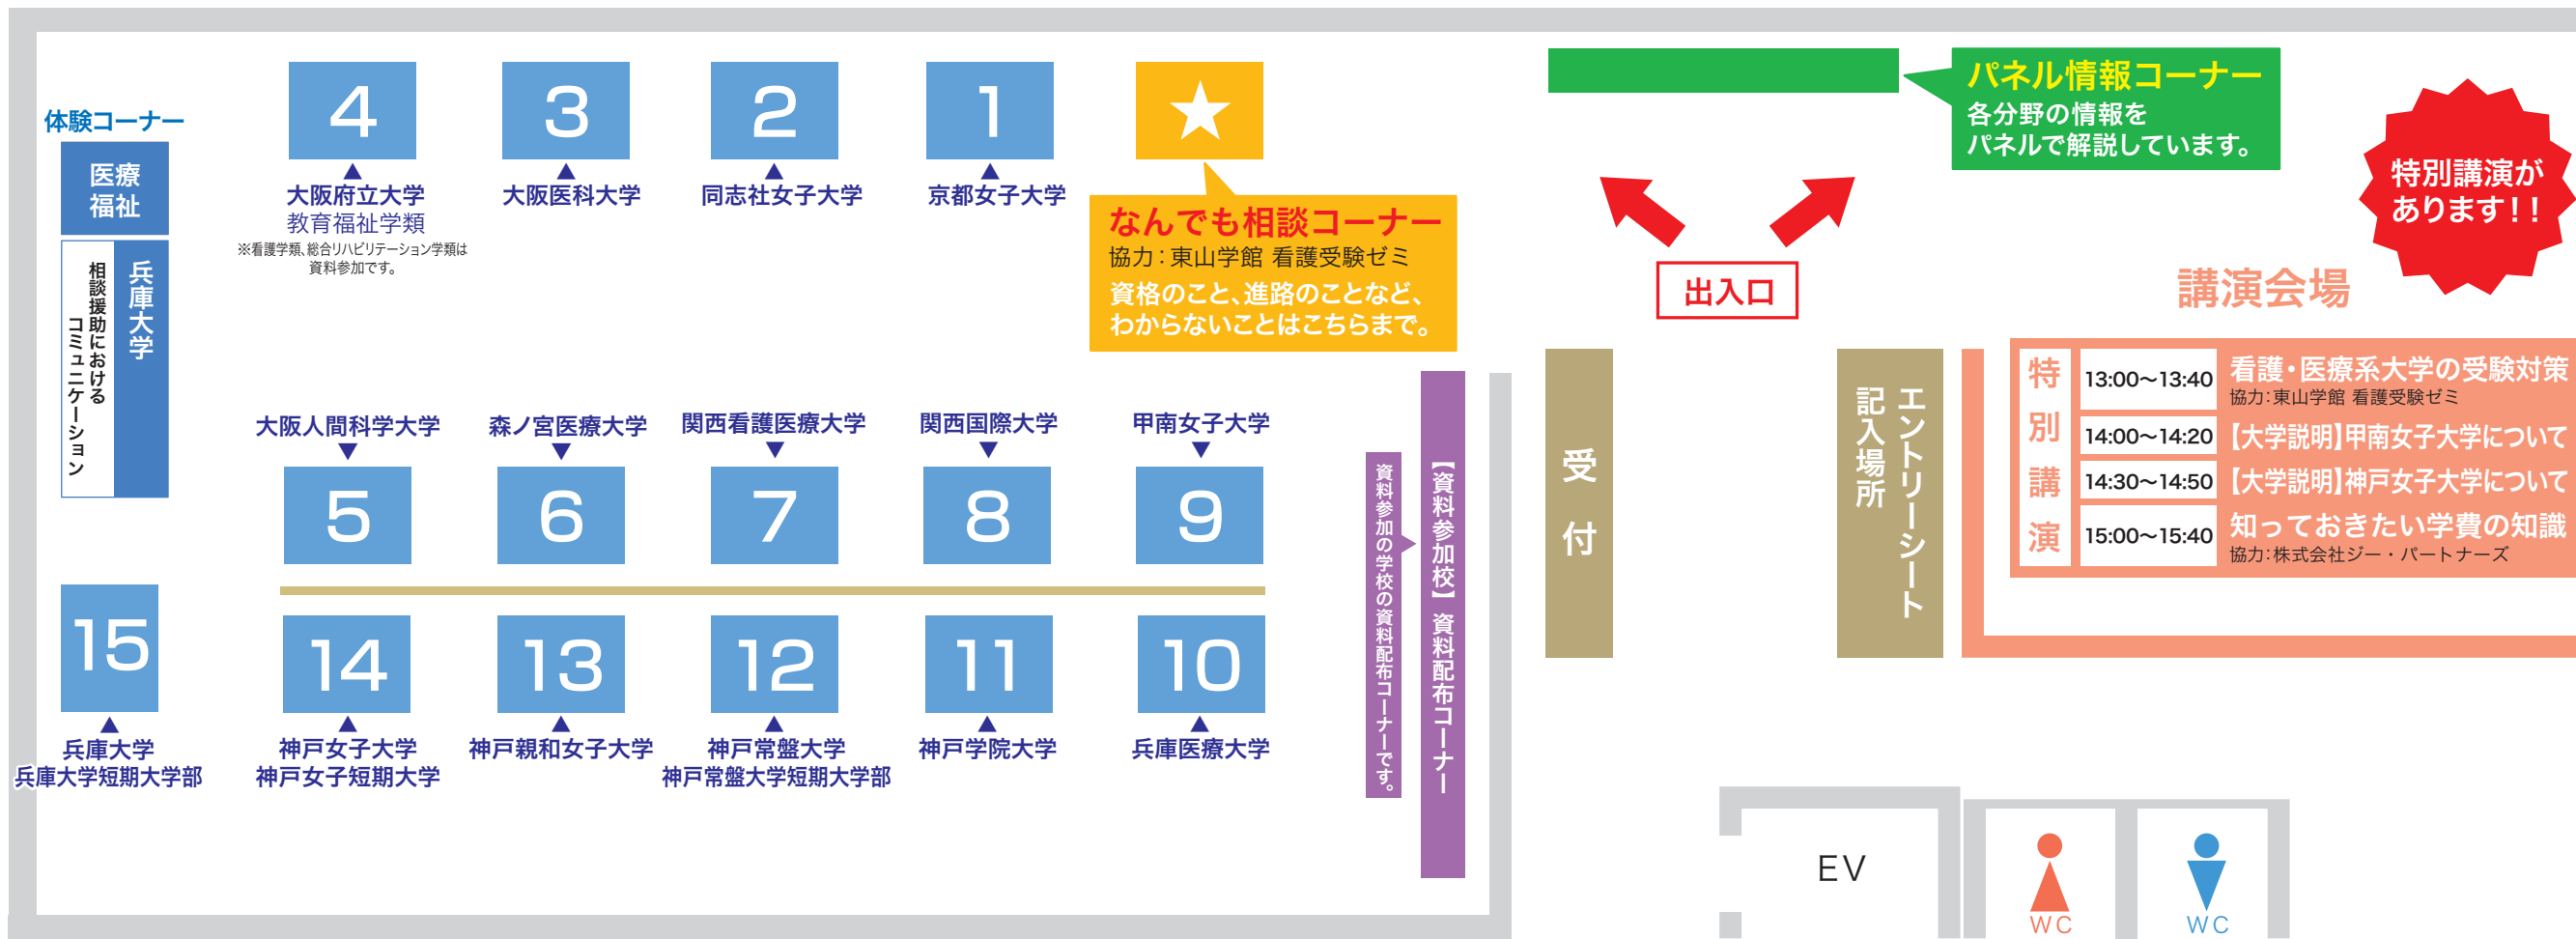 体験コーナー
医療
福祉
兵庫大学
相談援助における
コミュニケーション
4
大阪府立大学
教育福祉学類
※看護学類、総合リハビリテーション学類は
資料参加です。
3
大阪医科大学
2
同志社女子大学
1
京都女子大学
★
なんでも相談コーナー
協力：東山学館 看護受験ゼミ
資格のこと、進路のことなど、
わからないことはこちらまで。
パネル情報コーナー
各分野の情報を
パネルで解説しています。
出入口
特別講演が
あります！！
講演会場
特別講演
13:00〜13:40 看護・医療系大学の受験対策
協力：東山学館 看護受験ゼミ
14:00〜14:20 【大学説明】甲南女子大学について
14:30〜14:50 【大学説明】神戸女子大学について
15:00〜15:40 知っておきたい学費の知識
協力：株式会社ジー・パートナーズ
大阪人間科学大学
5
森ノ宮医療大学
6
関西看護医療大学
7
関西国際大学
8
甲南女子大学
9
【資料参加校】資料配布コーナー
資料参加の学校の資料配布コーナーです。
受付
エントリーシート
記入場所
15
兵庫大学
兵庫大学短期大学部
14
神戸女子大学
神戸女子短期大学
13
神戸親和女子大学
12
神戸常盤大学
神戸常盤大学短期大学部
11
神戸学院大学
10
兵庫医療大学
EV
WC
WC